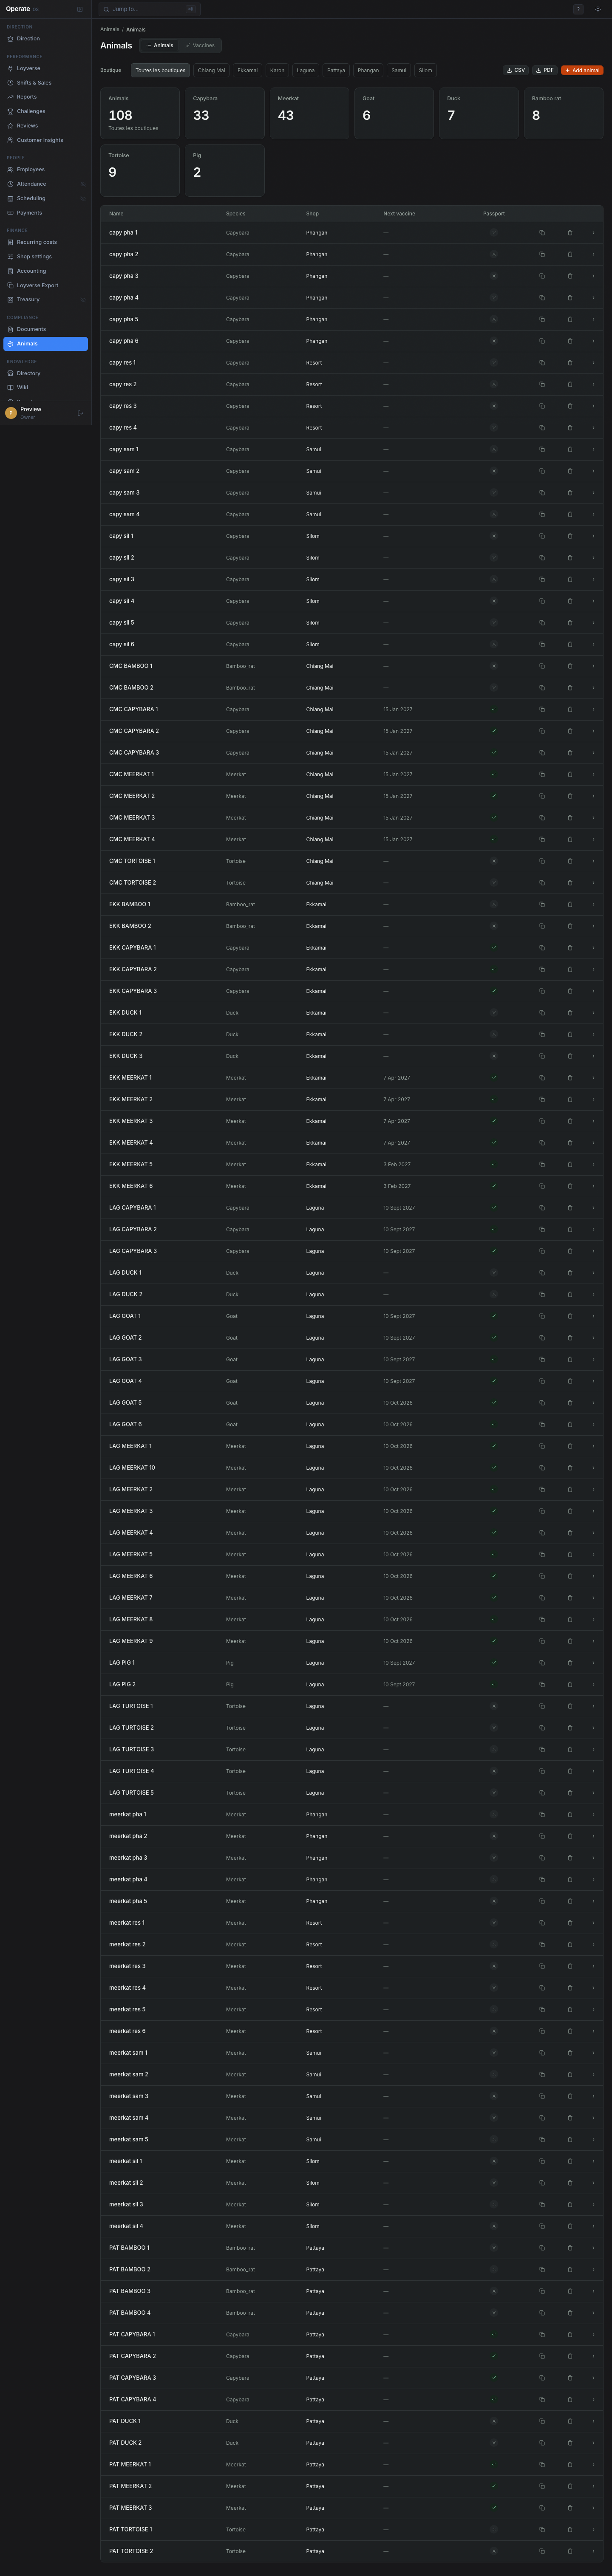 Operate
Jump to...
?
DIRECTION
Direction
PERFORMANCE
Loyverse
Shifts & Sales
Reports
Challenges
Reviews
Customer Insights
PEOPLE
Employees
Attendance
Scheduling
Payments
FINANCE
Recurring costs
Shop settings
Accounting
Loyverse Export
Treasury
COMPLIANCE
Documents
Animals
KNOWLEDGE
Directory
Wiki
P
Preview
Owner
Animals / Animals
Animals
Animals
Vaccines
Boutique
Toutes les boutiques
Chiang Mai
Ekkamai
Karon
Laguna
Pattaya
Phangan
Samui
Silom
CSV
PDF
+ Add animal
Animals
108
Toutes les boutiques
Capybara
33
Meerkat
43
Goat
6
Duck
7
Bamboo rat
8
Tortoise
9
Pig
2
Name Species Shop Next vaccine Passport
capy pha 1 Capybara Phangan —
capy pha 2 Capybara Phangan —
capy pha 3 Capybara Phangan —
capy pha 4 Capybara Phangan —
capy pha 5 Capybara Phangan —
capy pha 6 Capybara Phangan —
capy res 1 Capybara Resort —
capy res 2 Capybara Resort —
capy res 3 Capybara Resort —
capy res 4 Capybara Resort —
capy sam 1 Capybara Samui —
capy sam 2 Capybara Samui —
capy sam 3 Capybara Samui —
capy sam 4 Capybara Samui —
capy sil 1 Capybara Silom —
capy sil 2 Capybara Silom —
capy sil 3 Capybara Silom —
capy sil 4 Capybara Silom —
capy sil 5 Capybara Silom —
capy sil 6 Capybara Silom —
CMC BAMBOO 1 Bamboo_rat Chiang Mai —
CMC BAMBOO 2 Bamboo_rat Chiang Mai —
CMC CAPYBARA 1 Capybara Chiang Mai 15 Jan 2027
CMC CAPYBARA 2 Capybara Chiang Mai 15 Jan 2027
CMC CAPYBARA 3 Capybara Chiang Mai 15 Jan 2027
CMC MEERKAT 1 Meerkat Chiang Mai 15 Jan 2027
CMC MEERKAT 2 Meerkat Chiang Mai 15 Jan 2027
CMC MEERKAT 3 Meerkat Chiang Mai 15 Jan 2027
CMC MEERKAT 4 Meerkat Chiang Mai 15 Jan 2027
CMC TORTOISE 1 Tortoise Chiang Mai —
CMC TORTOISE 2 Tortoise Chiang Mai —
EKK BAMBOO 1 Bamboo_rat Ekkamai —
EKK BAMBOO 2 Bamboo_rat Ekkamai —
EKK CAPYBARA 1 Capybara Ekkamai —
EKK CAPYBARA 2 Capybara Ekkamai —
EKK CAPYBARA 3 Capybara Ekkamai —
EKK DUCK 1 Duck Ekkamai —
EKK DUCK 2 Duck Ekkamai —
EKK DUCK 3 Duck Ekkamai —
EKK MEERKAT 1 Meerkat Ekkamai 7 Apr 2027
EKK MEERKAT 2 Meerkat Ekkamai 7 Apr 2027
EKK MEERKAT 3 Meerkat Ekkamai 7 Apr 2027
EKK MEERKAT 4 Meerkat Ekkamai 7 Apr 2027
EKK MEERKAT 5 Meerkat Ekkamai 3 Feb 2027
EKK MEERKAT 6 Meerkat Ekkamai 3 Feb 2027
LAG CAPYBARA 1 Capybara Laguna 10 Sept 2027
LAG CAPYBARA 2 Capybara Laguna 10 Sept 2027
LAG CAPYBARA 3 Capybara Laguna 10 Sept 2027
LAG DUCK 1 Duck Laguna —
LAG DUCK 2 Duck Laguna —
LAG GOAT 1 Goat Laguna 10 Sept 2027
LAG GOAT 2 Goat Laguna 10 Sept 2027
LAG GOAT 3 Goat Laguna 10 Sept 2027
LAG GOAT 4 Goat Laguna 10 Sept 2027
LAG GOAT 5 Goat Laguna 10 Oct 2026
LAG GOAT 6 Goat Laguna 10 Oct 2026
LAG MEERKAT 1 Meerkat Laguna 10 Oct 2026
LAG MEERKAT 10 Meerkat Laguna 10 Oct 2026
LAG MEERKAT 2 Meerkat Laguna 10 Oct 2026
LAG MEERKAT 3 Meerkat Laguna 10 Oct 2026
LAG MEERKAT 4 Meerkat Laguna 10 Oct 2026
LAG MEERKAT 5 Meerkat Laguna 10 Oct 2026
LAG MEERKAT 6 Meerkat Laguna 10 Oct 2026
LAG MEERKAT 7 Meerkat Laguna 10 Oct 2026
LAG MEERKAT 8 Meerkat Laguna 10 Oct 2026
LAG MEERKAT 9 Meerkat Laguna 10 Oct 2026
LAG PIG 1 Pig Laguna 10 Sept 2027
LAG PIG 2 Pig Laguna 10 Sept 2027
LAG TURTOISE 1 Tortoise Laguna —
LAG TURTOISE 2 Tortoise Laguna —
LAG TURTOISE 3 Tortoise Laguna —
LAG TURTOISE 4 Tortoise Laguna —
LAG TURTOISE 5 Tortoise Laguna —
meerkat pha 1 Meerkat Phangan —
meerkat pha 2 Meerkat Phangan —
meerkat pha 3 Meerkat Phangan —
meerkat pha 4 Meerkat Phangan —
meerkat pha 5 Meerkat Phangan —
meerkat res 1 Meerkat Resort —
meerkat res 2 Meerkat Resort —
meerkat res 3 Meerkat Resort —
meerkat res 4 Meerkat Resort —
meerkat res 5 Meerkat Resort —
meerkat res 6 Meerkat Resort —
meerkat sam 1 Meerkat Samui —
meerkat sam 2 Meerkat Samui —
meerkat sam 3 Meerkat Samui —
meerkat sam 4 Meerkat Samui —
meerkat sam 5 Meerkat Samui —
meerkat sil 1 Meerkat Silom —
meerkat sil 2 Meerkat Silom —
meerkat sil 3 Meerkat Silom —
meerkat sil 4 Meerkat Silom —
PAT BAMBOO 1 Bamboo_rat Pattaya —
PAT BAMBOO 2 Bamboo_rat Pattaya —
PAT BAMBOO 3 Bamboo_rat Pattaya —
PAT BAMBOO 4 Bamboo_rat Pattaya —
PAT CAPYBARA 1 Capybara Pattaya —
PAT CAPYBARA 2 Capybara Pattaya —
PAT CAPYBARA 3 Capybara Pattaya —
PAT CAPYBARA 4 Capybara Pattaya —
PAT DUCK 1 Duck Pattaya —
PAT DUCK 2 Duck Pattaya —
PAT MEERKAT 1 Meerkat Pattaya —
PAT MEERKAT 2 Meerkat Pattaya —
PAT MEERKAT 3 Meerkat Pattaya —
PAT TORTOISE 1 Tortoise Pattaya —
PAT TORTOISE 2 Tortoise Pattaya —